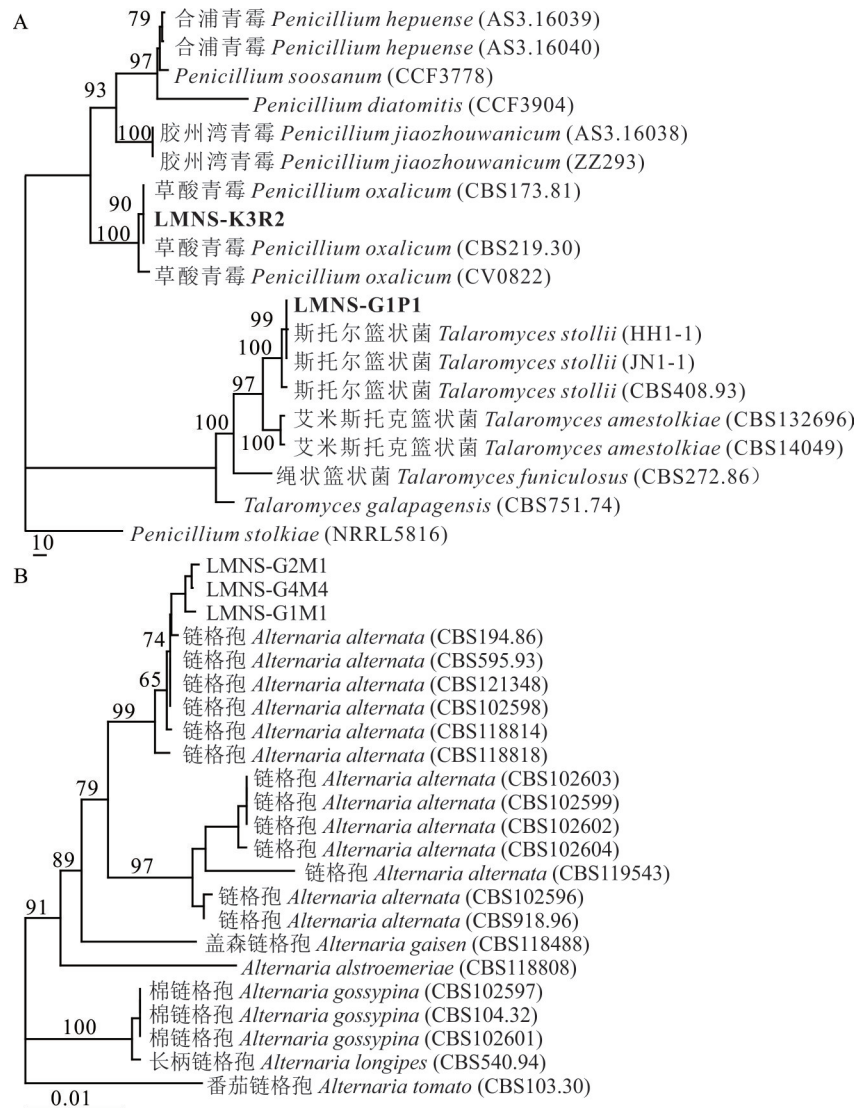 A
79
合浦青霉 Penicillium hepuense (AS3.16039)
合浦青霉 Penicillium hepuense (AS3.16040)
97
Penicillium soosanum (CCF3778)
93
Penicillium diatomitis (CCF3904)
100
胶州湾青霉 Penicillium jiaozhouwanicum (AS3.16038)
胶州湾青霉 Penicillium jiaozhouwanicum (ZZ293)
草酸青霉 Penicillium oxalicum (CBS173.81)
90
LMNS-K3R2
100
草酸青霉 Penicillium oxalicum (CBS219.30)
草酸青霉 Penicillium oxalicum (CV0822)
LMNS-G1P1
99
斯托尔篮状菌 Talaromyces stollii (HH1-1)
100
斯托尔篮状菌 Talaromyces stollii (JN1-1)
97
斯托尔篮状菌 Talaromyces stollii (CBS408.93)
100
艾米斯托克篮状菌 Talaromyces amestolkiae (CBS132696)
100
艾米斯托克篮状菌 Talaromyces amestolkiae (CBS14049)
绳状篮状菌 Talaromyces funiculosus (CBS272.86）
Talaromyces galapagensis (CBS751.74)
Penicillium stolkiae (NRRL5816)
10
B
LMNS-G2M1
LMNS-G4M4
LMNS-G1M1
74
链格孢 Alternaria alternata (CBS194.86)
链格孢 Alternaria alternata (CBS595.93)
65
链格孢 Alternaria alternata (CBS121348)
链格孢 Alternaria alternata (CBS102598)
99
链格孢 Alternaria alternata (CBS118814)
链格孢 Alternaria alternata (CBS118818)
79
链格孢 Alternaria alternata (CBS102603)
链格孢 Alternaria alternata (CBS102599)
链格孢 Alternaria alternata (CBS102602)
链格孢 Alternaria alternata (CBS102604)
89
97
链格孢 Alternaria alternata (CBS119543)
链格孢 Alternaria alternata (CBS102596)
91
链格孢 Alternaria alternata (CBS918.96)
盖森链格孢 Alternaria gaisen (CBS118488)
Alternaria alstroemeriae (CBS118808)
棉链格孢 Alternaria gossypina (CBS102597)
棉链格孢 Alternaria gossypina (CBS104.32)
100
棉链格孢 Alternaria gossypina (CBS102601)
长柄链格孢 Alternaria longipes (CBS540.94)
番茄链格孢 Alternaria tomato (CBS103.30)
0.01